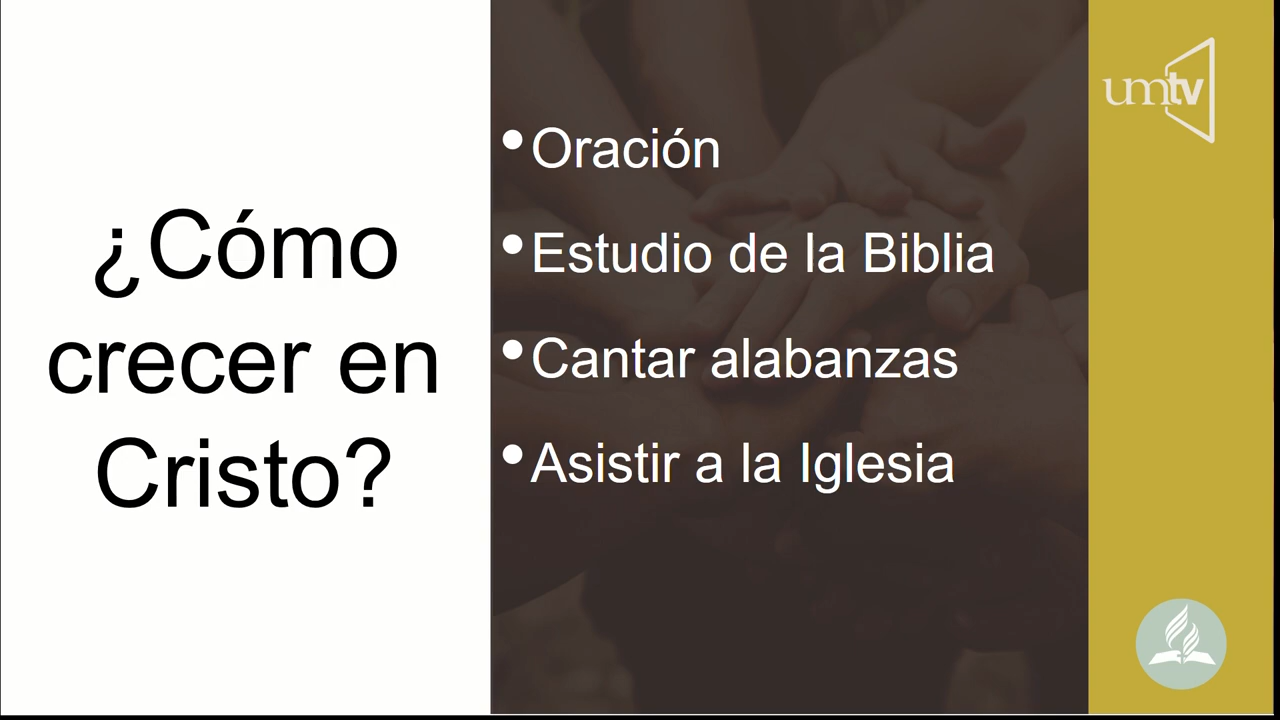 ¿Cómo
crecer en
Cristo?
• Oración
• Estudio de la Biblia
• Cantar alabanzas
• Asistir a la Iglesia
umtv